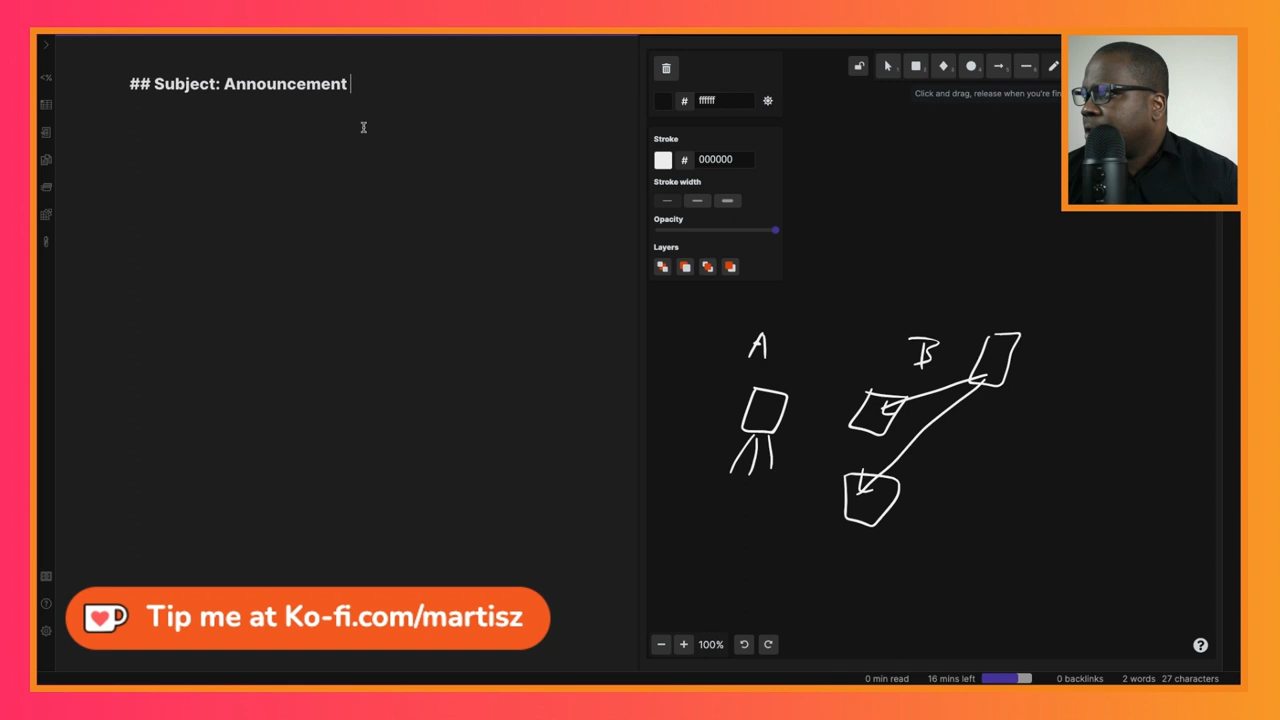 ## Subject: Announcement
# ffffff
Click and drag, release when you're fin
Stroke
# 000000
Stroke width
Opacity
Layers
A
B
Tip me at Ko-fi.com/martisz
100%
0 min read 16 mins left 0 backlinks 2 words 27 characters